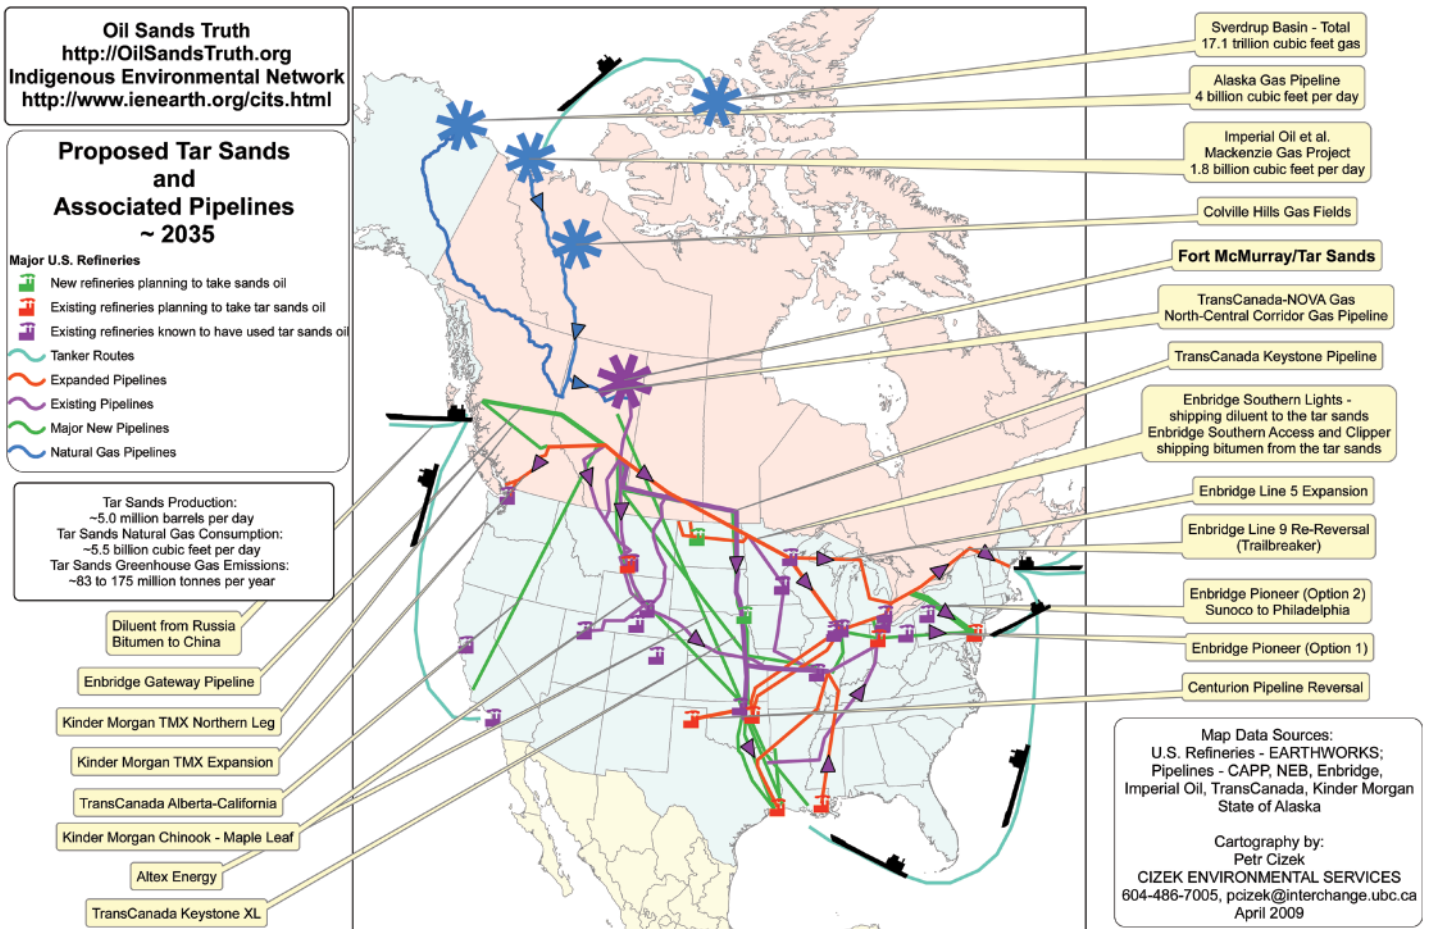 Oil Sands Truth
http://OilSandsTruth.org
Indigenous Environmental Network
http://www.ienearth.org/cits.html
Proposed Tar Sands
and
Associated Pipelines
~ 2035
Major U.S. Refineries
New refineries planning to take sands oil
Existing refineries planning to take tar sands oil
Existing refineries known to have used tar sands oil
Tanker Routes
Expanded Pipelines
Existing Pipelines
Major New Pipelines
Natural Gas Pipelines
Tar Sands Production:
~5.0 million barrels per day
Tar Sands Natural Gas Consumption:
~5.5 billion cubic feet per day
Tar Sands Greenhouse Gas Emissions:
~83 to 175 million tonnes per year
Diluent from Russia
Bitumen to China
Enbridge Gateway Pipeline
Kinder Morgan TMX Northern Leg
Kinder Morgan TMX Expansion
TransCanada Alberta-California
Kinder Morgan Chinook - Maple Leaf
Altex Energy
TransCanada Keystone XL
Sverdrup Basin - Total
17.1 trillion cubic feet gas
Alaska Gas Pipeline
4 billion cubic feet per day
Imperial Oil et al.
Mackenzie Gas Project
1.8 billion cubic feet per day
Colville Hills Gas Fields
Fort McMurray/Tar Sands
TransCanada-NOVA Gas
North-Central Corridor Gas Pipeline
TransCanada Keystone Pipeline
Enbridge Southern Lights -
shipping diluent to the tar sands
Enbridge Southern Access and Clipper
shipping bitumen from the tar sands
Enbridge Line 5 Expansion
Enbridge Line 9 Re-Reversal
(Trailbreaker)
Enbridge Pioneer (Option 2)
Sunoco to Philadelphia
Enbridge Pioneer (Option 1)
Centurion Pipeline Reversal
Map Data Sources:
U.S. Refineries - EARTHWORKS;
Pipelines - CAPP, NEB, Enbridge,
Imperial Oil, TransCanada, Kinder Morgan
State of Alaska
Cartography by:
Petr Cizek
CIZEK ENVIRONMENTAL SERVICES
604-486-7005, pcizek@interchange.ubc.ca
April 2009